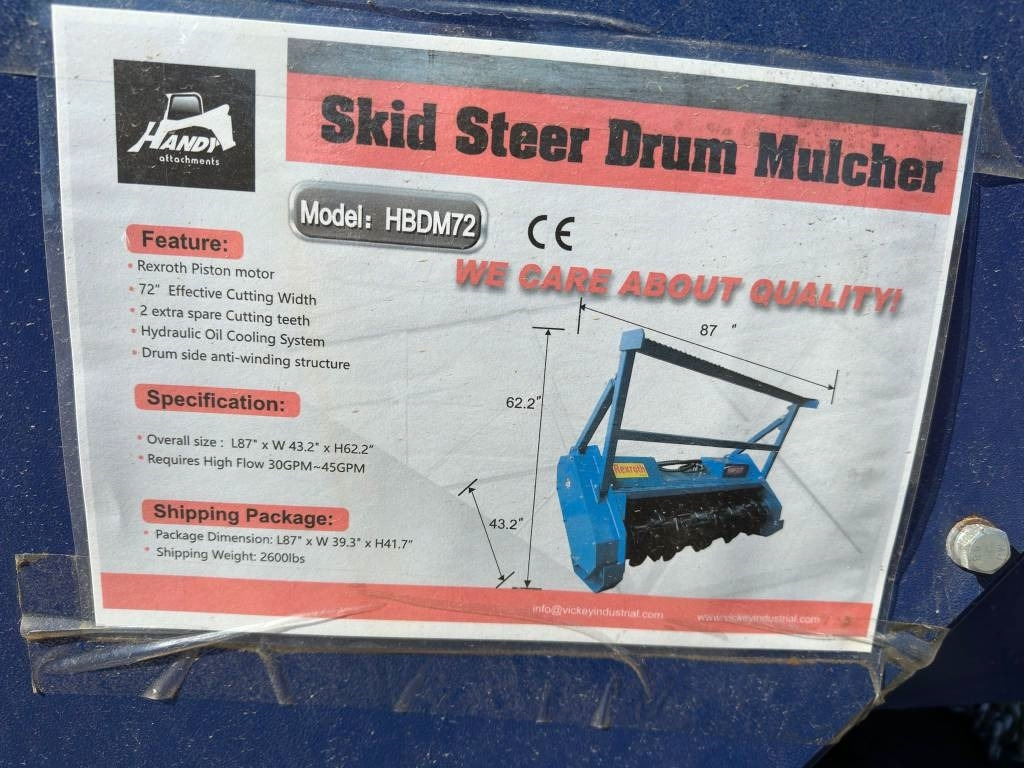 HANDY
attachments
Skid Steer Drum Mulcher
Model: HBDM72
CE
WE CARE ABOUT QUALITY!
Feature:
• Rexroth Piston motor
• 72" Effective Cutting Width
• 2 extra spare Cutting teeth
• Hydraulic Oil Cooling System
• Drum side anti-winding structure
Specification:
• Overall size : L87" x W 43.2" x H62.2"
• Requires High Flow 30GPM~45GPM
Shipping Package:
• Package Dimension: L87" x W 39.3" x H41.7"
• Shipping Weight: 2600lbs
87 "
62.2"
43.2"
Rexroth
info@vickeyindustrial.com www.vickeyindustrial.com